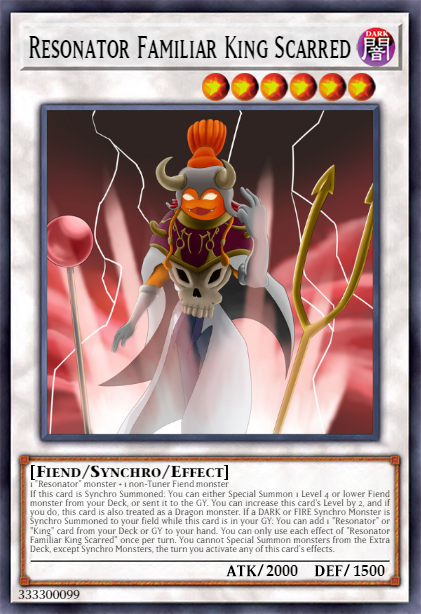 Resonator Familiar King Scarred
DARK
闇
[Fiend/Synchro/Effect]
1 "Resonator" monster + 1 non-Tuner Fiend monster
If this card is Synchro Summoned: You can either Special Summon 1 Level 4 or lower Fiend
monster from your Deck, or sent it to the GY. You can increase this card's Level by 2, and if
you do, this card is also treated as a Dragon monster. If a DARK or FIRE Synchro Monster is
Synchro Summoned to your field while this card is in your GY: You can add 1 "Resonator" or
"King" card from your Deck or GY to your hand. You can only use each effect of "Resonator
Familiar King Scarred" once per turn. You cannot Special Summon monsters from the Extra
Deck, except Synchro Monsters, the turn you activate any of this card's effects.
ATK/2000 DEF/1500
333300099